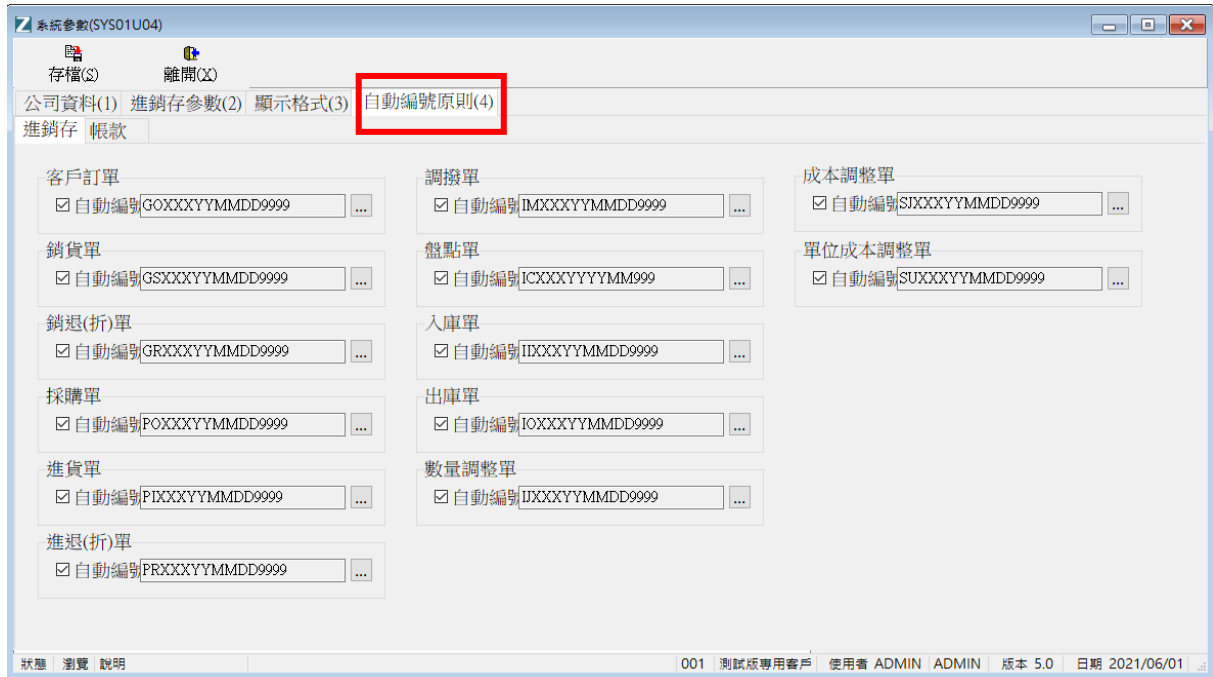 系統參數(SYS01U04)
存檔(S) 離開(X)
公司資料(1) 進銷存參數(2) 顯示格式(3) 自動編號原則(4)
進銷存 帳款
客戶訂單 調撥單 成本調整單
自動編號 GOXXXYYMMDD9999 ... 自動編號 IMXXXYYMMDD9999 ... 自動編號 SJXXXYYMMDD9999 ...
銷貨單 盤點單 單位成本調整單
自動編號 GSXXXYYMMDD9999 ... 自動編號 ICXXXYYYYMM999 ... 自動編號 SUXXXYYMMDD9999 ...
銷退(折)單 入庫單
自動編號 GRXXXYYMMDD9999 ... 自動編號 IIXXXYYMMDD9999 ...
採購單 出庫單
自動編號 POXXXYYMMDD9999 ... 自動編號 IOXXXYYMMDD9999 ...
進貨單 數量調整單
自動編號 PIXXXYYMMDD9999 ... 自動編號 IJXXXYYMMDD9999 ...
進退(折)單
自動編號 PRXXXYYMMDD9999 ...
狀態 瀏覽 說明 001 測試版專用客戶 使用者 ADMIN ADMIN 版本 5.0 日期 2021/06/01